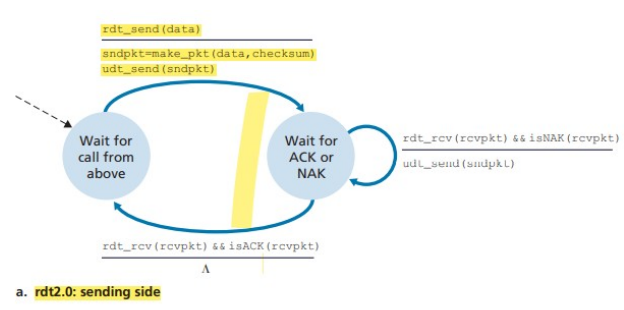 rdt_send(data)
sndpkt=make_pkt(data,checksum)
udt_send(sndpkt)
Wait for
call from
above
Wait for
ACK or
NAK
rdt_rcv(rcvpkt) && isNAK(rcvpkt)
udt_send(sndpkt)
rdt_rcv(rcvpkt) && isACK(rcvpkt)
Λ
a. rdt2.0: sending side